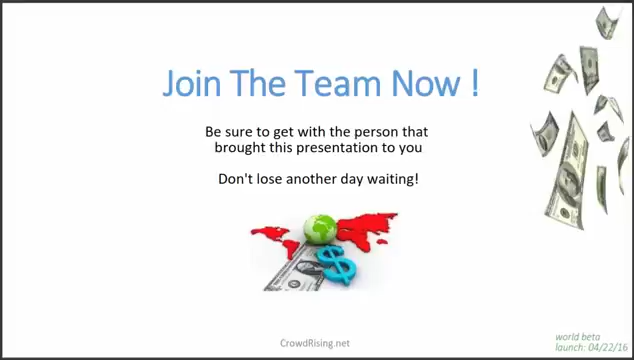 Join The Team Now !
Be sure to get with the person that
brought this presentation to you
Don't lose another day waiting!
CrowdRising.net
world beta
launch: 04/22/16